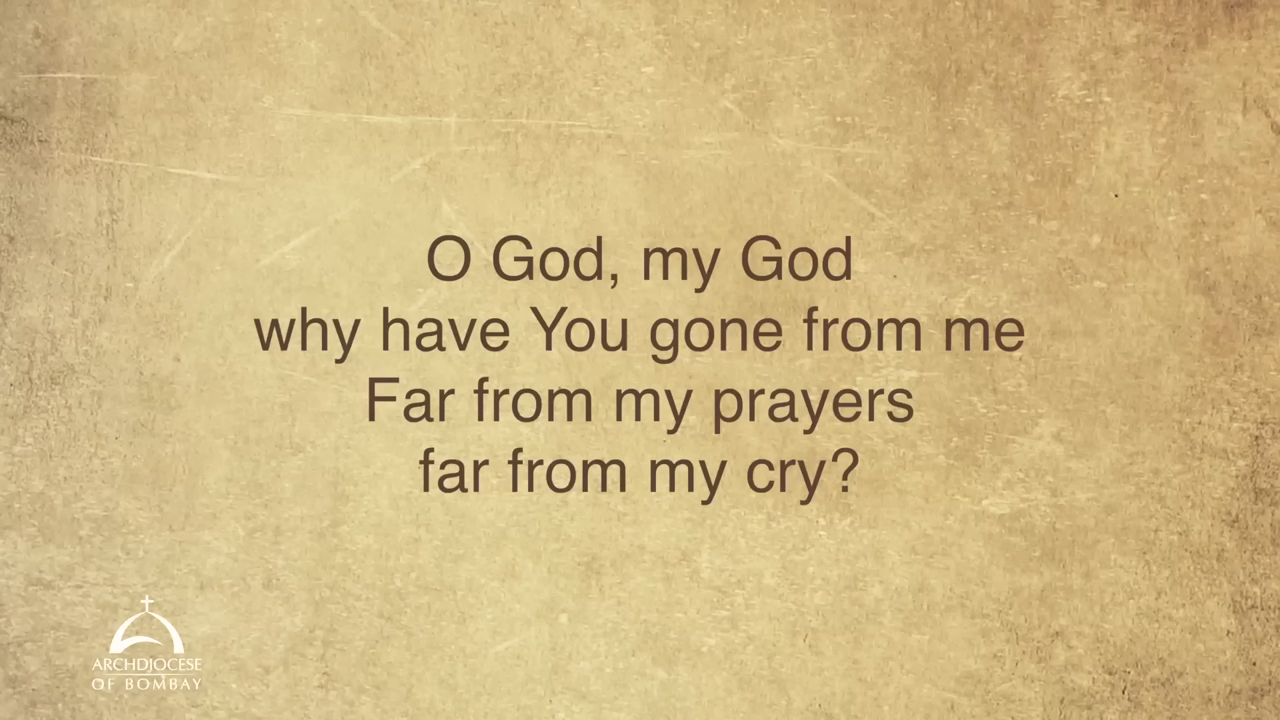 O God, my God
why have You gone from me
Far from my prayers
far from my cry?
ARCHDIOCESE
OF BOMBAY